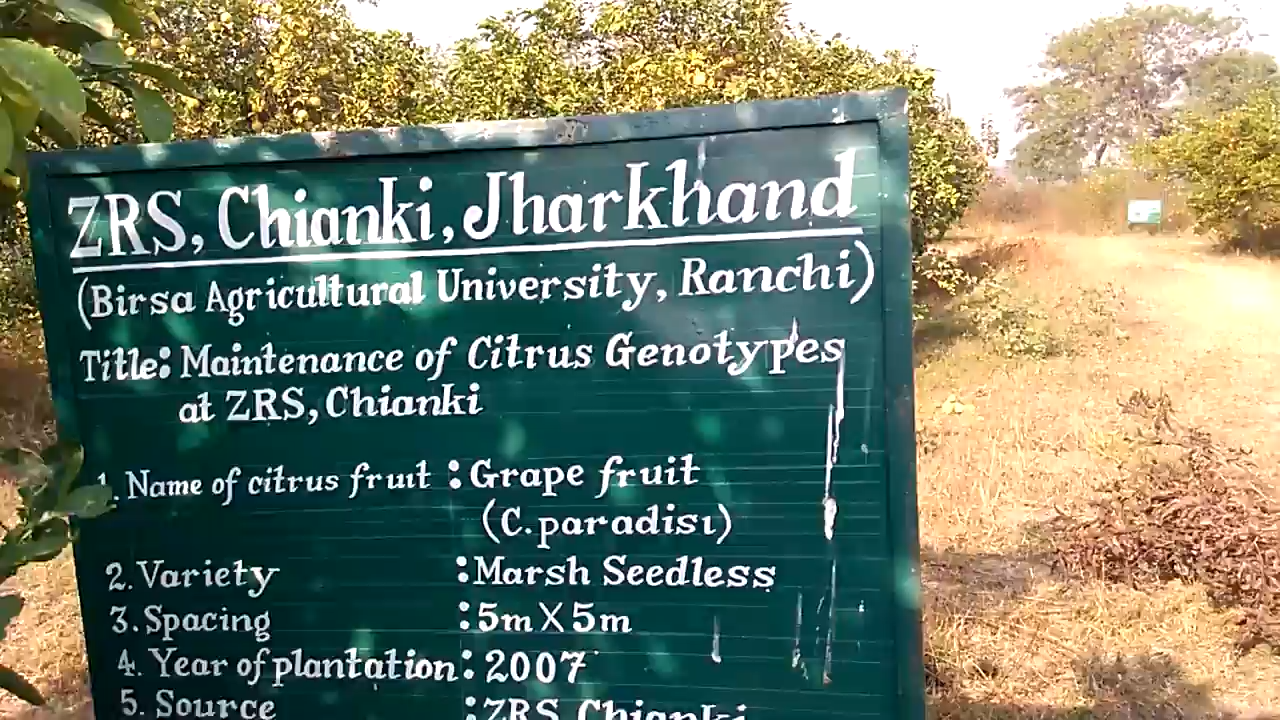 ZRS, Chianki, Jharkhand
(Birsa Agricultural University, Ranchi)
Title: Maintenance of Citrus Genotypes
at ZRS, Chianki
1. Name of citrus fruit : Grape fruit
(C. paradisi)
2. Variety : Marsh Seedless
3. Spacing : 5m X 5m
4. Year of plantation : 2007
5. Source : ZRS Chianki